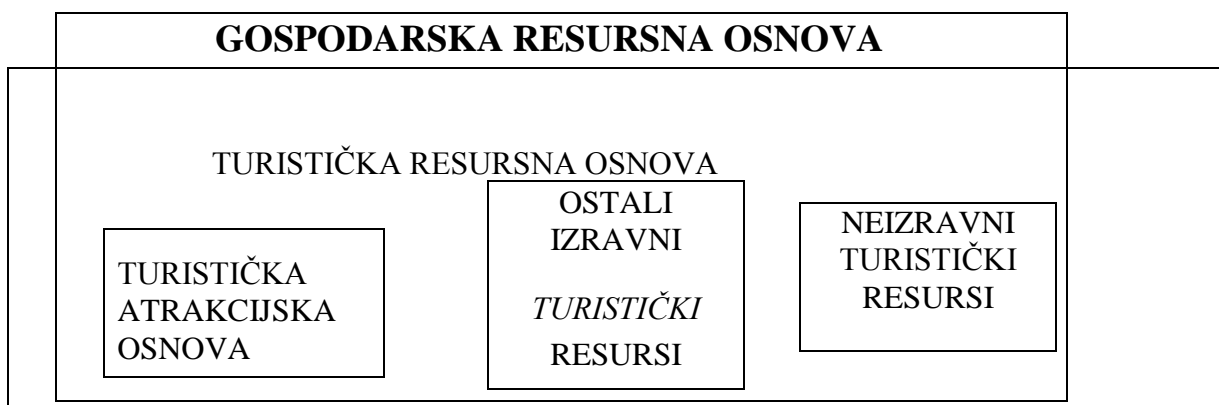 GOSPODARSKA RESURSNA OSNOVA
TURISTIČKA RESURSNA OSNOVA
TURISTIČKA
ATRAKCIJSKA
OSNOVA
OSTALI
IZRAVNI
TURISTIČKI
RESURSI
NEIZRAVNI
TURISTIČKI
RESURSI